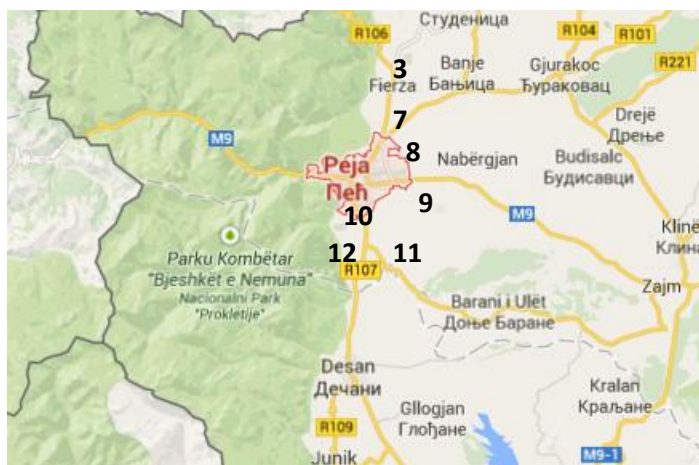 Студеница
R106
R104
R101
3
Banje
Бањица
Gjurakoc
Ђураковац
R221
Fierza
Drejë
Дрење
7
M9
8
Peja
Пећ
Nabërgjan
Budisalc
Будисавци
9
10
M9
Klinë
Клина
Parku Kombëtar
"Bjeshkët e Nemuna"
Nacionalni Park
"Prokletije"
12
11
R107
Zajm
Barani i Ulët
Доње Баране
Desan
Дечани
Kralan
Краљане
Gllogjan
Глођане
R109
Junik
M9-1